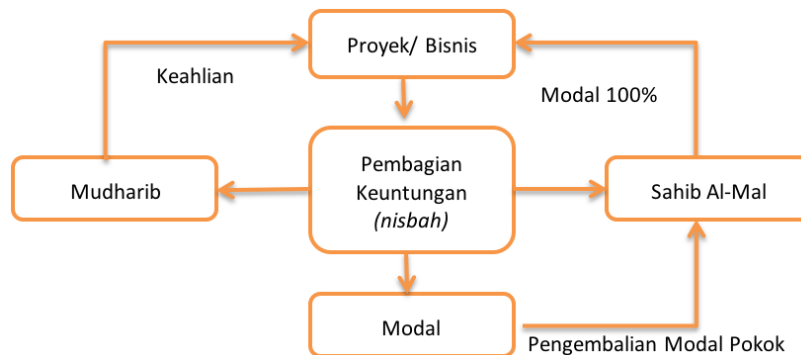 Proyek/ Bisnis
Keahlian
Modal 100%
Mudharib
Pembagian
Keuntungan
(nisbah)
Sahib Al-Mal
Modal
Pengembalian Modal Pokok